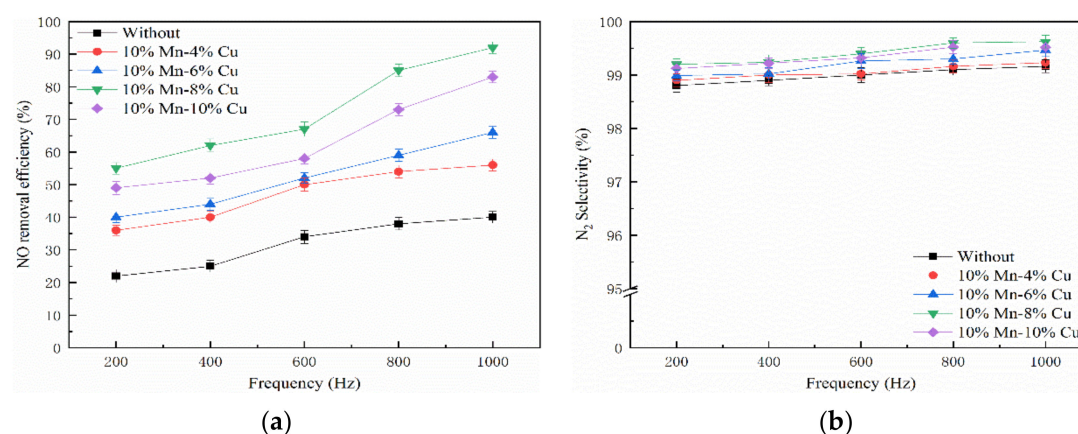 100
90
80
70
60
50
40
30
20
10
0
NO removal efficiency (%)
Without
10% Mn-4% Cu
10% Mn-6% Cu
10% Mn-8% Cu
10% Mn-10% Cu
200 400 600 800 1000
Frequency (Hz)
(a)
100
99
98
97
96
95
0
N₂ Selectivity (%)
Without
10% Mn-4% Cu
10% Mn-6% Cu
10% Mn-8% Cu
10% Mn-10% Cu
200 400 600 800 1000
Frequency (Hz)
(b)